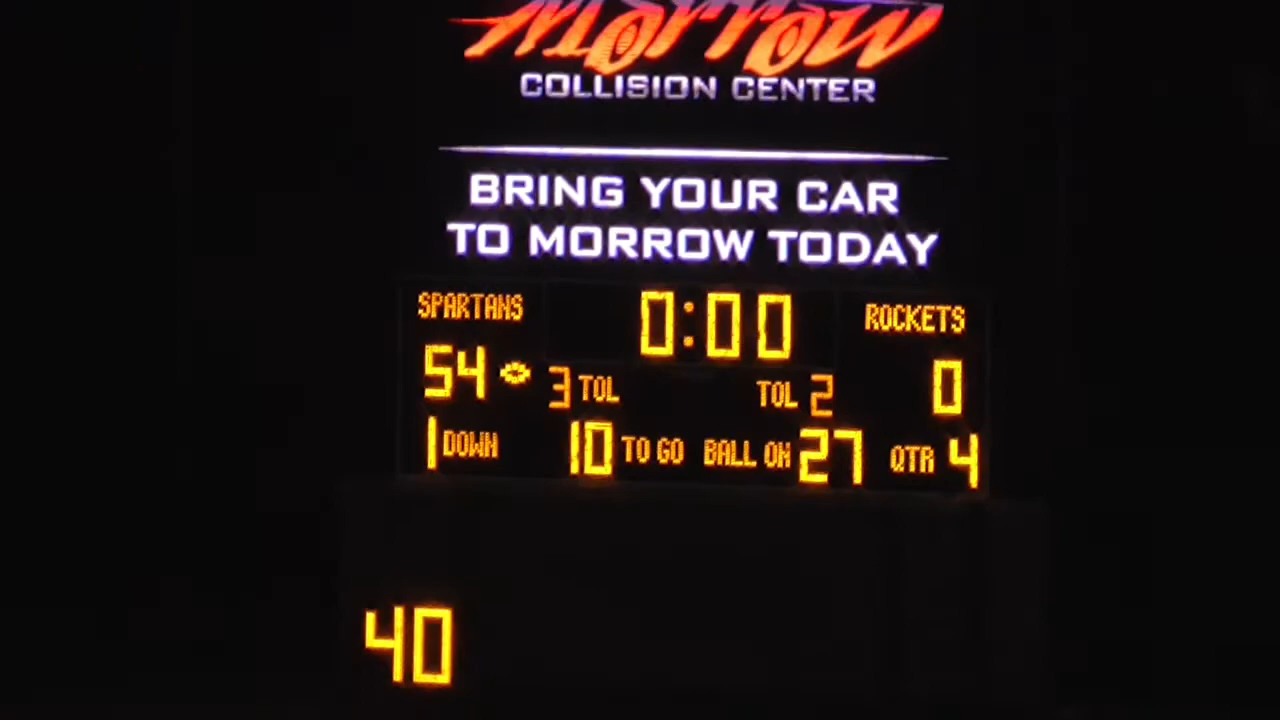 Morrow
COLLISION CENTER
BRING YOUR CAR
TO MORROW TODAY
SPARTANS 0:00 ROCKETS
54 3 TOL TOL 2 0
1 DOWN 10 TO GO BALL ON 27 QTR 4
40